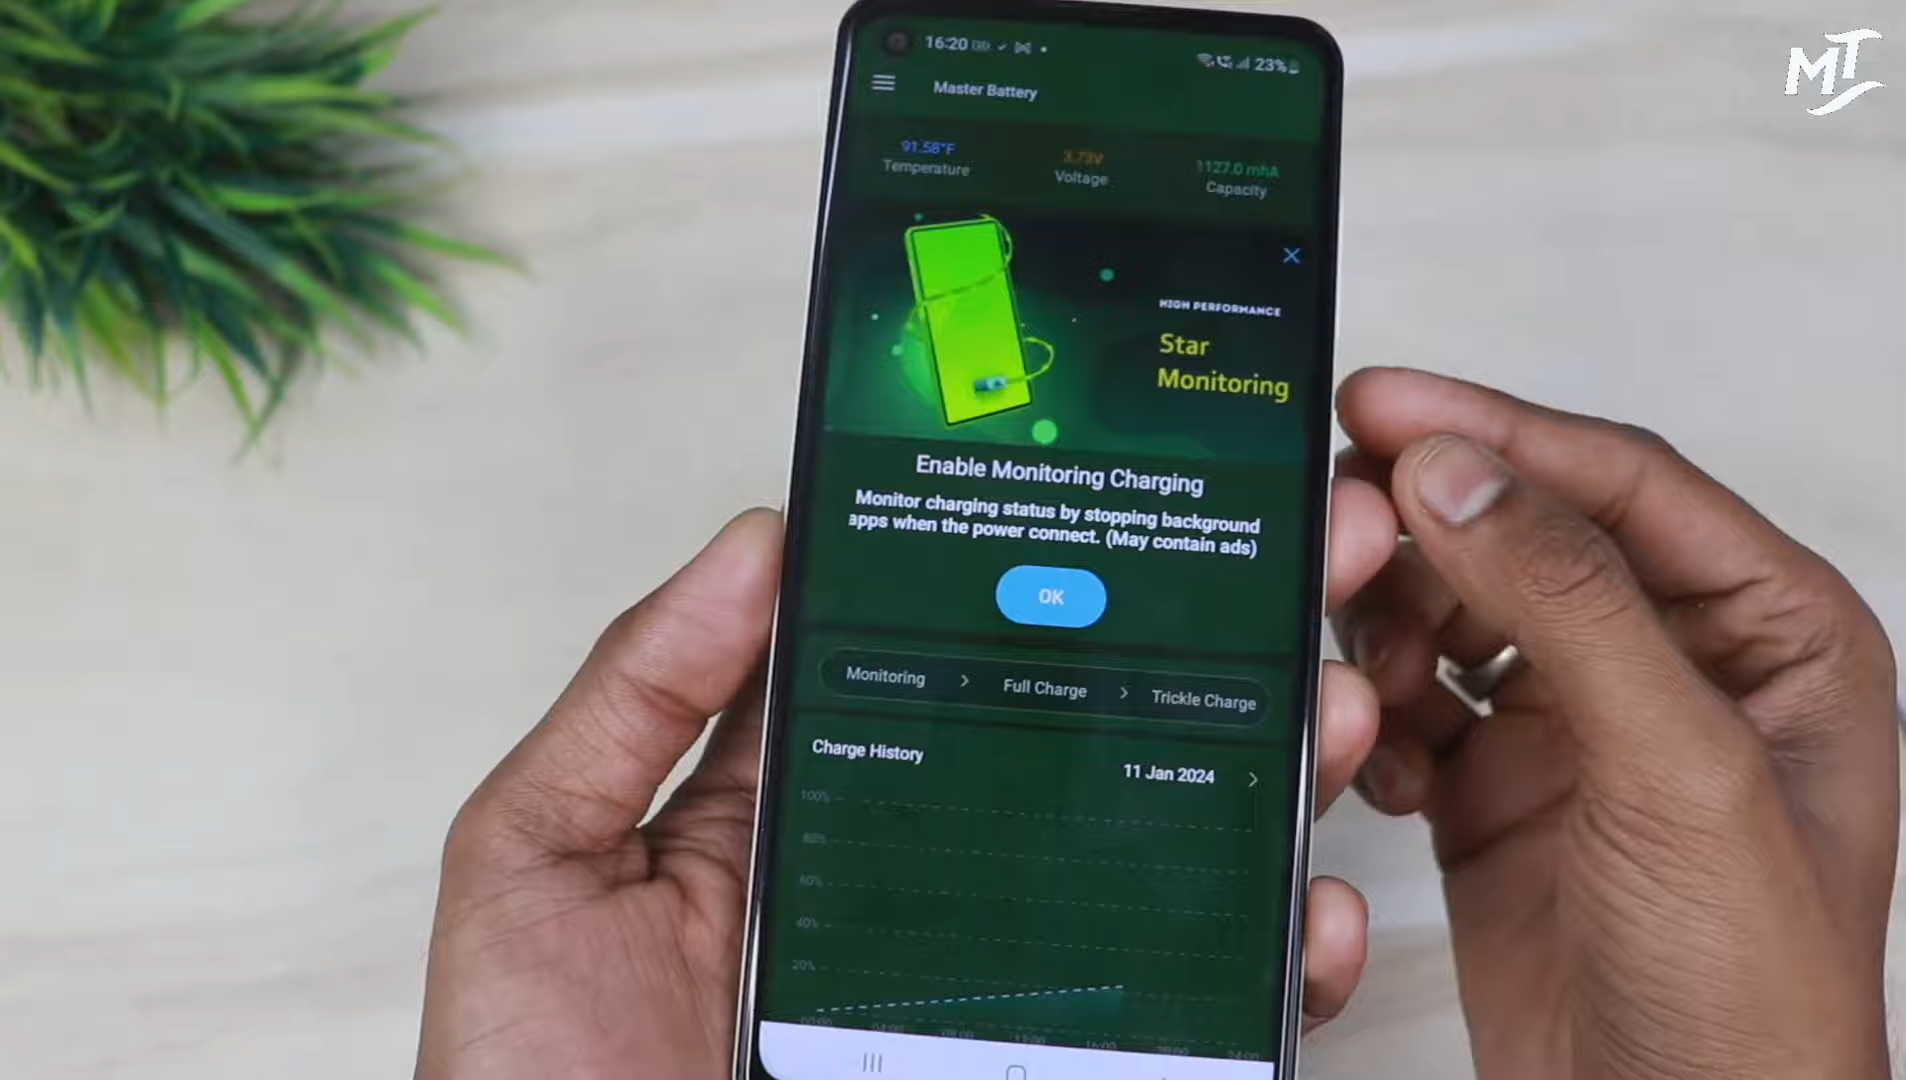 MT
16:20
23%
Master Battery
91.58°F
Temperature
3.73V
Voltage
1127.0 mhA
Capacity
HIGH PERFORMANCE
Star
Monitoring
Enable Monitoring Charging
Monitor charging status by stopping background
apps when the power connect. (May contain ads)
OK
Monitoring > Full Charge > Trickle Charge
Charge History
11 Jan 2024 >
100%
80%
60%
40%
20%